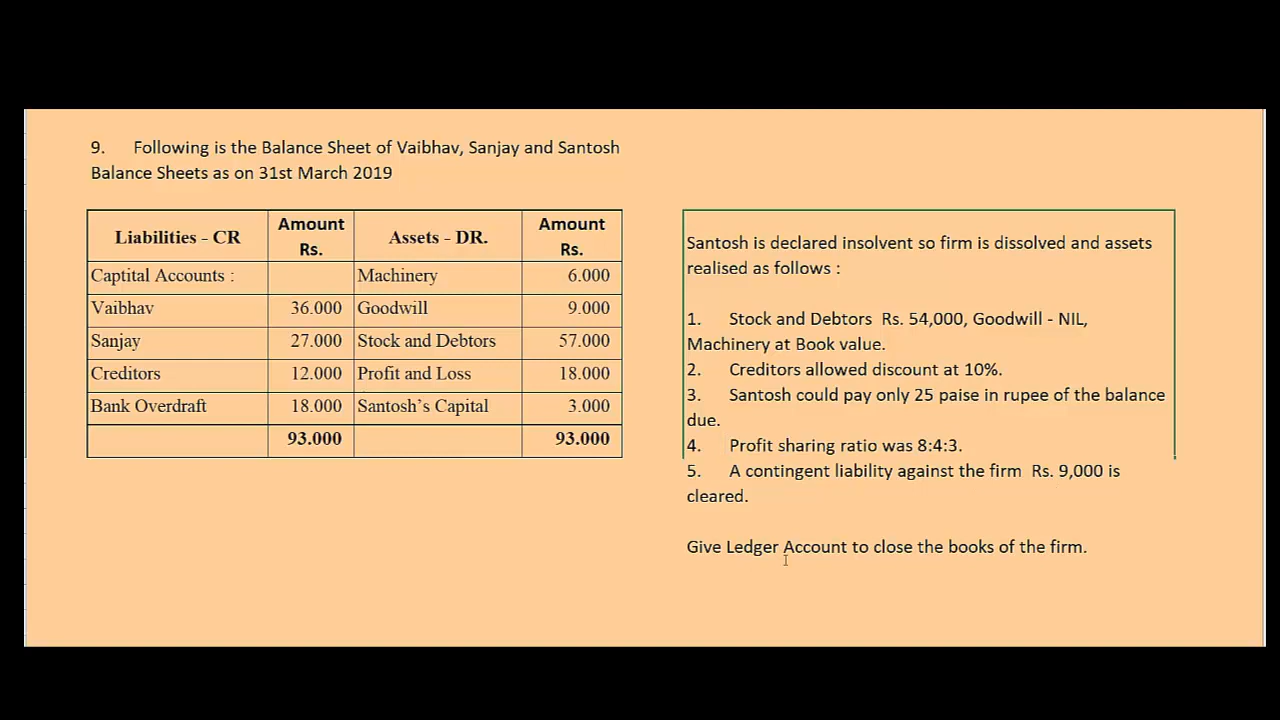 9. Following is the Balance Sheet of Vaibhav, Sanjay and Santosh
Balance Sheets as on 31st March 2019
Liabilities - CR Amount Rs. Assets - DR. Amount Rs.
Captital Accounts : Machinery 6.000
Vaibhav 36.000 Goodwill 9.000
Sanjay 27.000 Stock and Debtors 57.000
Creditors 12.000 Profit and Loss 18.000
Bank Overdraft 18.000 Santosh's Capital 3.000
93.000 93.000
Santosh is declared insolvent so firm is dissolved and assets
realised as follows :
1. Stock and Debtors Rs. 54,000, Goodwill - NIL,
Machinery at Book value.
2. Creditors allowed discount at 10%.
3. Santosh could pay only 25 paise in rupee of the balance
due.
4. Profit sharing ratio was 8:4:3.
5. A contingent liability against the firm Rs. 9,000 is
cleared.
Give Ledger Account to close the books of the firm.